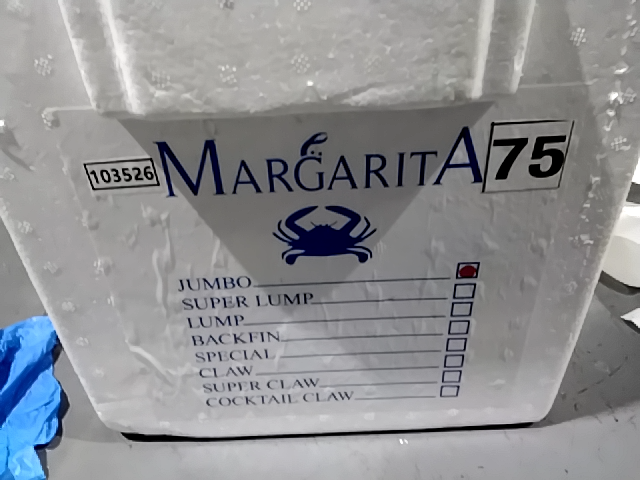 103526 MARGARITA 75
JUMBO
SUPER LUMP
LUMP
BACKFIN
SPECIAL
CLAW
SUPER CLAW
COCKTAIL CLAW